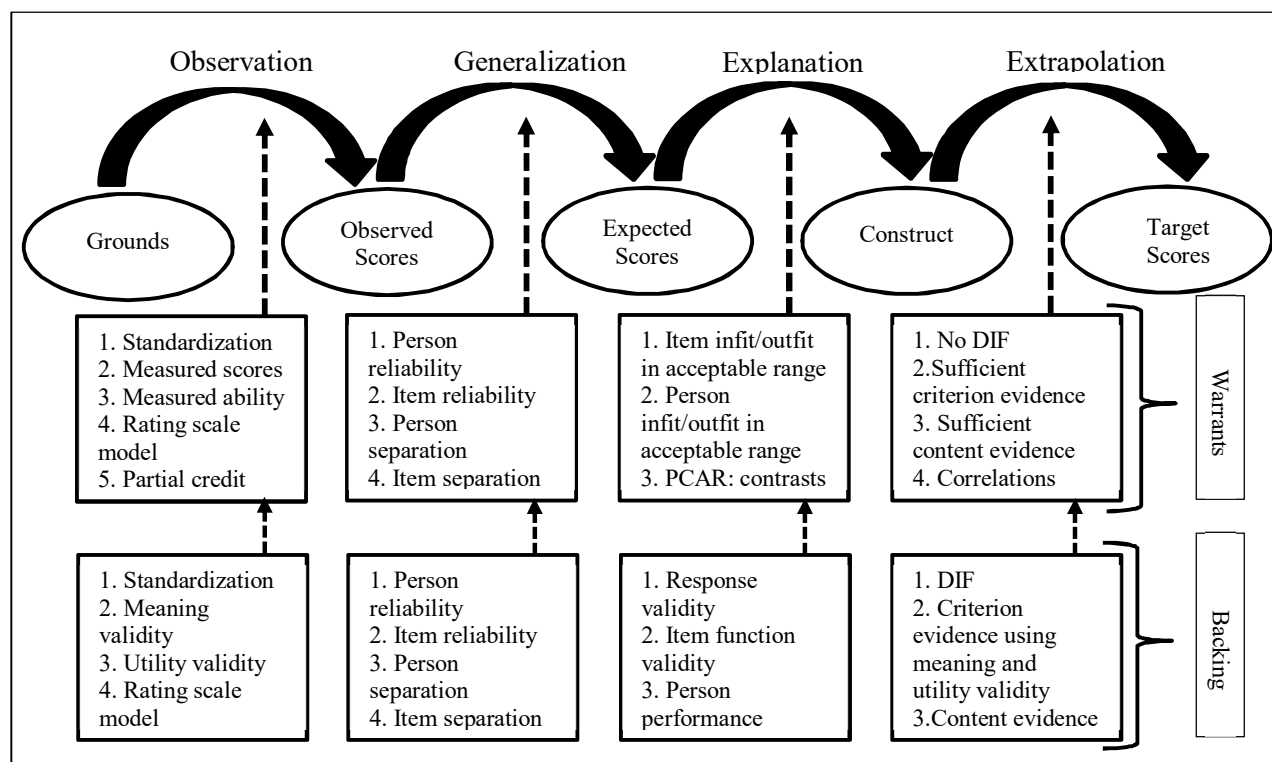 Observation
Generalization
Explanation
Extrapolation
Grounds
Observed
Scores
Expected
Scores
Construct
Target
Scores
1. Standardization
2. Measured scores
3. Measured ability
4. Rating scale
model
5. Partial credit
1. Person
reliability
2. Item reliability
3. Person
separation
4. Item separation
1. Item infit/outfit
in acceptable range
2. Person
infit/outfit in
acceptable range
3. PCAR: contrasts
1. No DIF
2.Sufficient
criterion evidence
3. Sufficient
content evidence
4. Correlations
Warrants
1. Standardization
2. Meaning
validity
3. Utility validity
4. Rating scale
model
1. Person
reliability
2. Item reliability
3. Person
separation
4. Item separation
1. Response
validity
2. Item function
validity
3. Person
performance
1. DIF
2. Criterion
evidence using
meaning and
utility validity
3.Content evidence
Backing